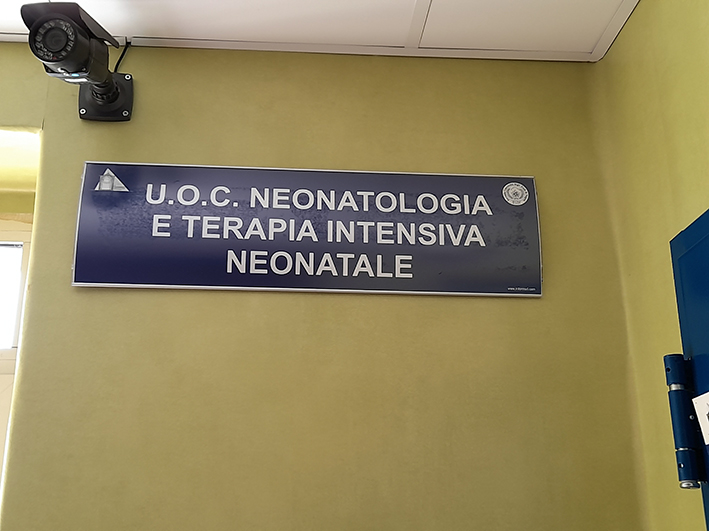 U.O.C. NEONATOLOGIA
E TERAPIA INTENSIVA
NEONATALE